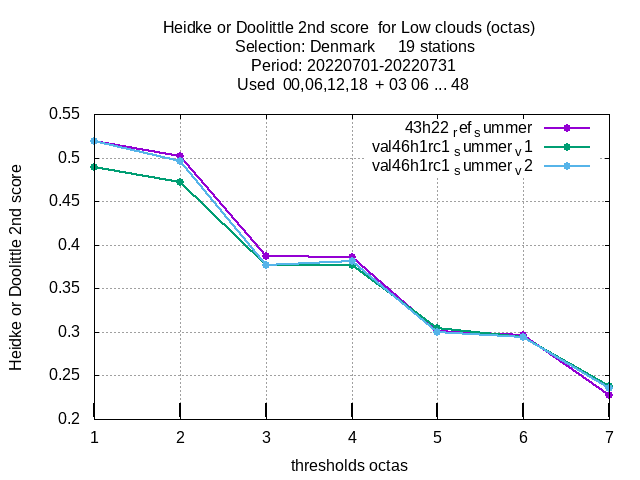 Heidke or Doolittle 2nd score  for Low clouds (octas)
Selection: Denmark     19 stations
Period: 20220701-20220731
Used  00,06,12,18  + 03 06 ... 48
Heidke or Doolittle 2nd score
0.55
0.5
0.45
0.4
0.35
0.3
0.25
0.2
43h22 ref summer
val46h1rc1 summer v1
val46h1rc1 summer v2
1 2 3 4 5 6 7
thresholds octas